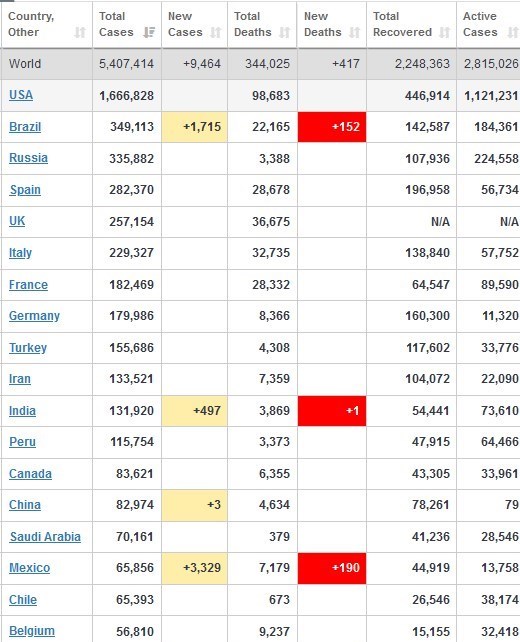 Country, Other Total Cases New Cases Total Deaths New Deaths Total Recovered Active Cases
World 5,407,414 +9,464 344,025 +417 2,248,363 2,815,026
USA 1,666,828 98,683 446,914 1,121,231
Brazil 349,113 +1,715 22,165 +152 142,587 184,361
Russia 335,882 3,388 107,936 224,558
Spain 282,370 28,678 196,958 56,734
UK 257,154 36,675 N/A N/A
Italy 229,327 32,735 138,840 57,752
France 182,469 28,332 64,547 89,590
Germany 179,986 8,366 160,300 11,320
Turkey 155,686 4,308 117,602 33,776
Iran 133,521 7,359 104,072 22,090
India 131,920 +497 3,869 +1 54,441 73,610
Peru 115,754 3,373 47,915 64,466
Canada 83,621 6,355 43,305 33,961
China 82,974 +3 4,634 78,261 79
Saudi Arabia 70,161 379 41,236 28,546
Mexico 65,856 +3,329 7,179 +190 44,919 13,758
Chile 65,393 673 26,546 38,174
Belgium 56,810 9,237 15,155 32,418